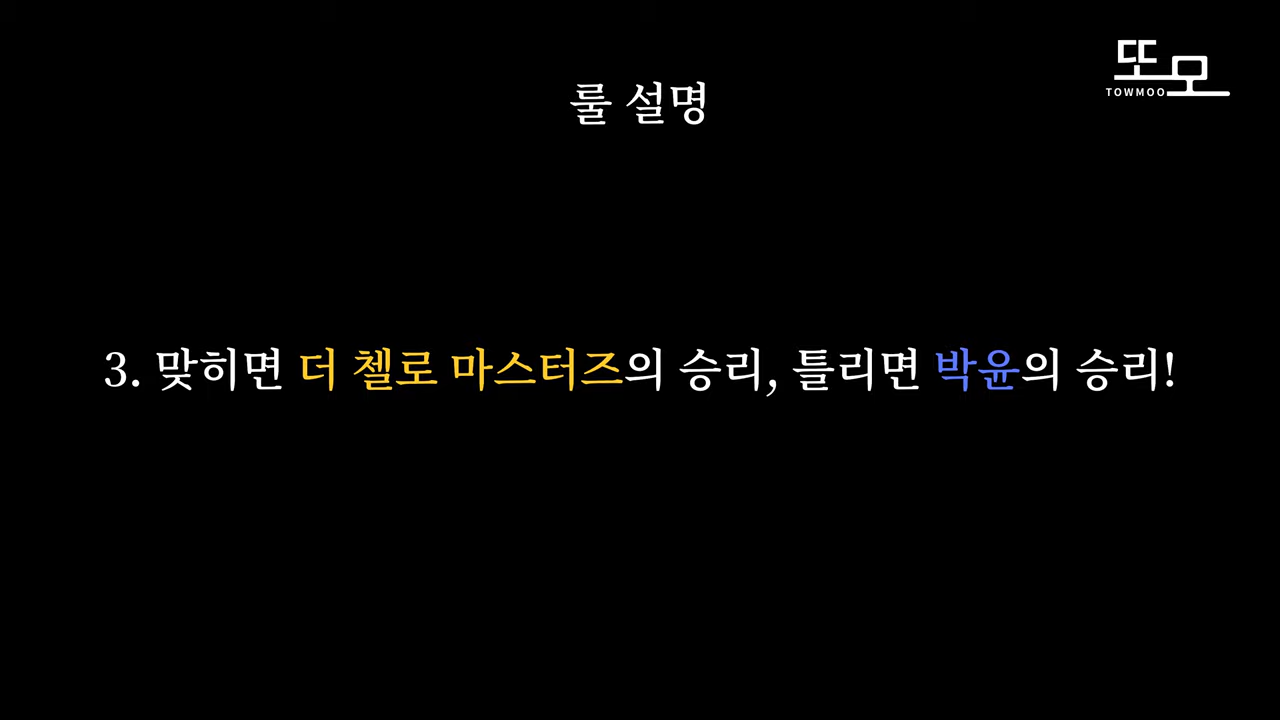 또모
TOWMOO
룰 설명
3. 맞히면 더 첼로 마스터즈의 승리, 틀리면 박윤의 승리!